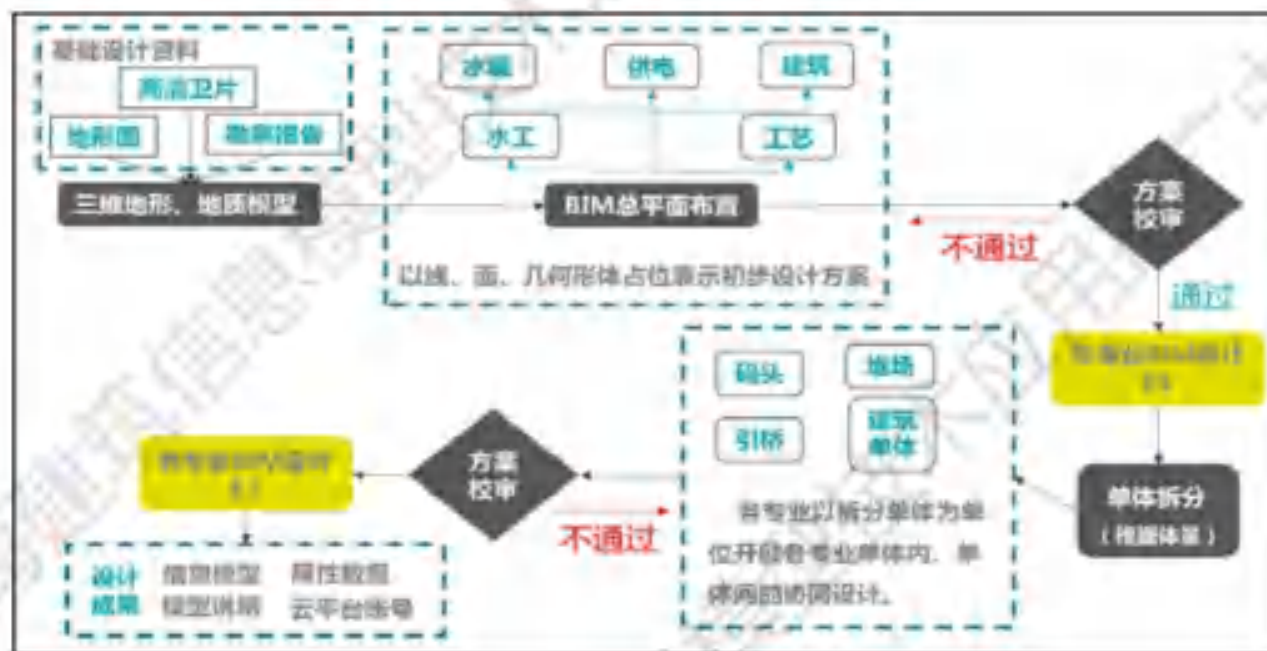 基础设计资料
高清卫片
地形图
勘察报告
三维地形、地质模型
水暖
供电
建筑
水工
工艺
BIM总平面布置
以线、面、几何形体占位表示初步设计方案
方案
校审
不通过
通过
单体拆分
码头
堆场
引桥
建筑
单体
各专业以拆分单体为单
位开启各专业单体内、单
体间的协同设计。
方案
校审
不通过
设计
成果
信息模型
属性数据
模型说明
云平台账号